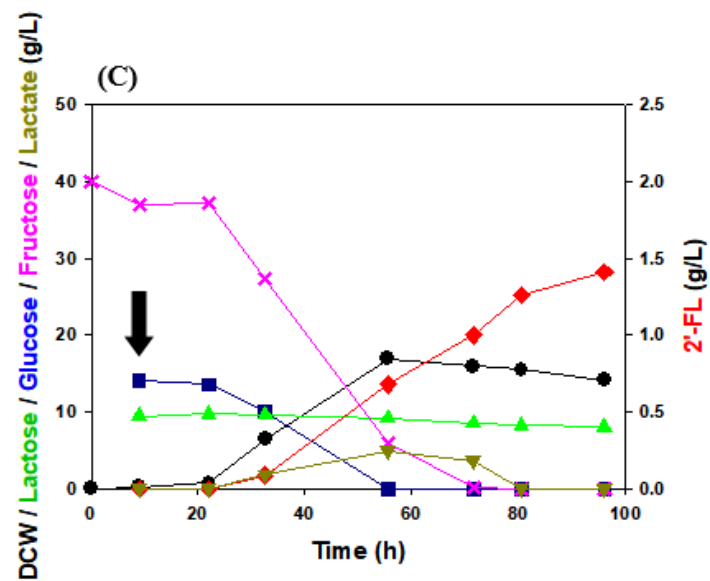 (C)
DCW / Lactose / Glucose / Fructose / Lactate (g/L)
50
40
30
20
10
0
2.5
2.0
1.5
1.0
0.5
0.0
2'-FL (g/L)
0 20 40 60 80 100
Time (h)